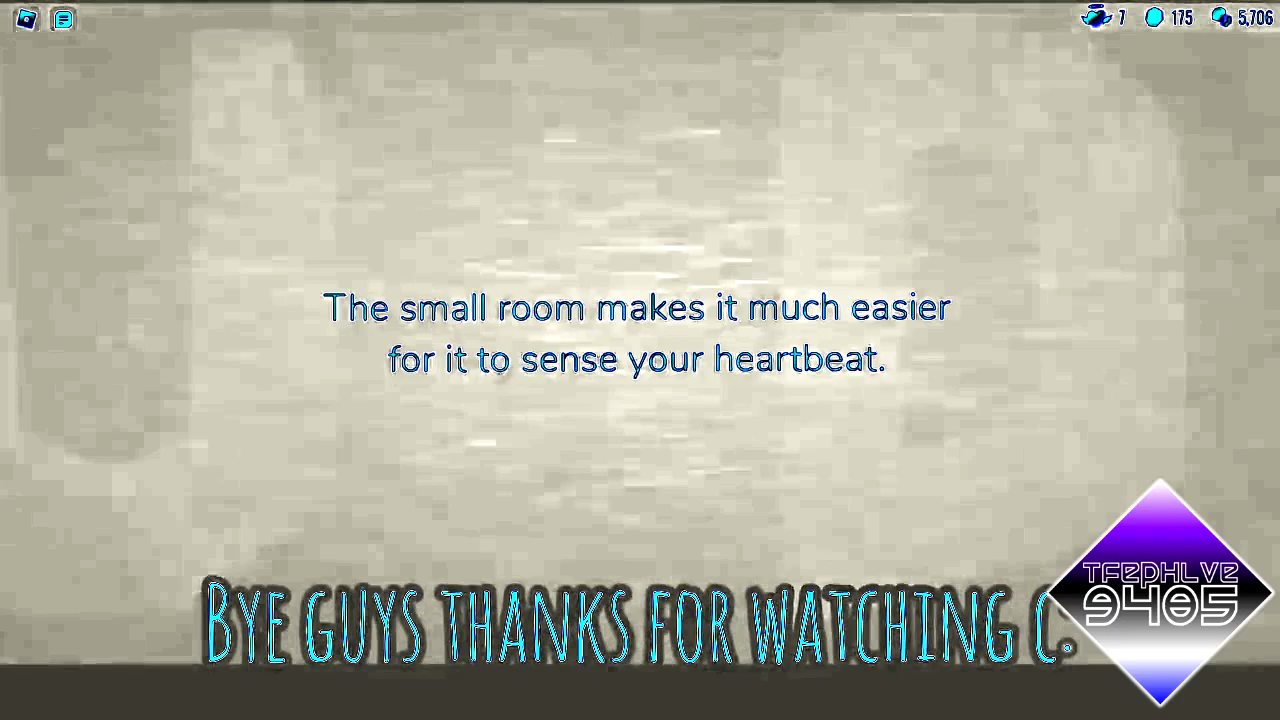 7 175 5,706
The small room makes it much easier
for it to sense your heartbeat.
Bye guys thanks for watching c.
TFEPHLVE
9405